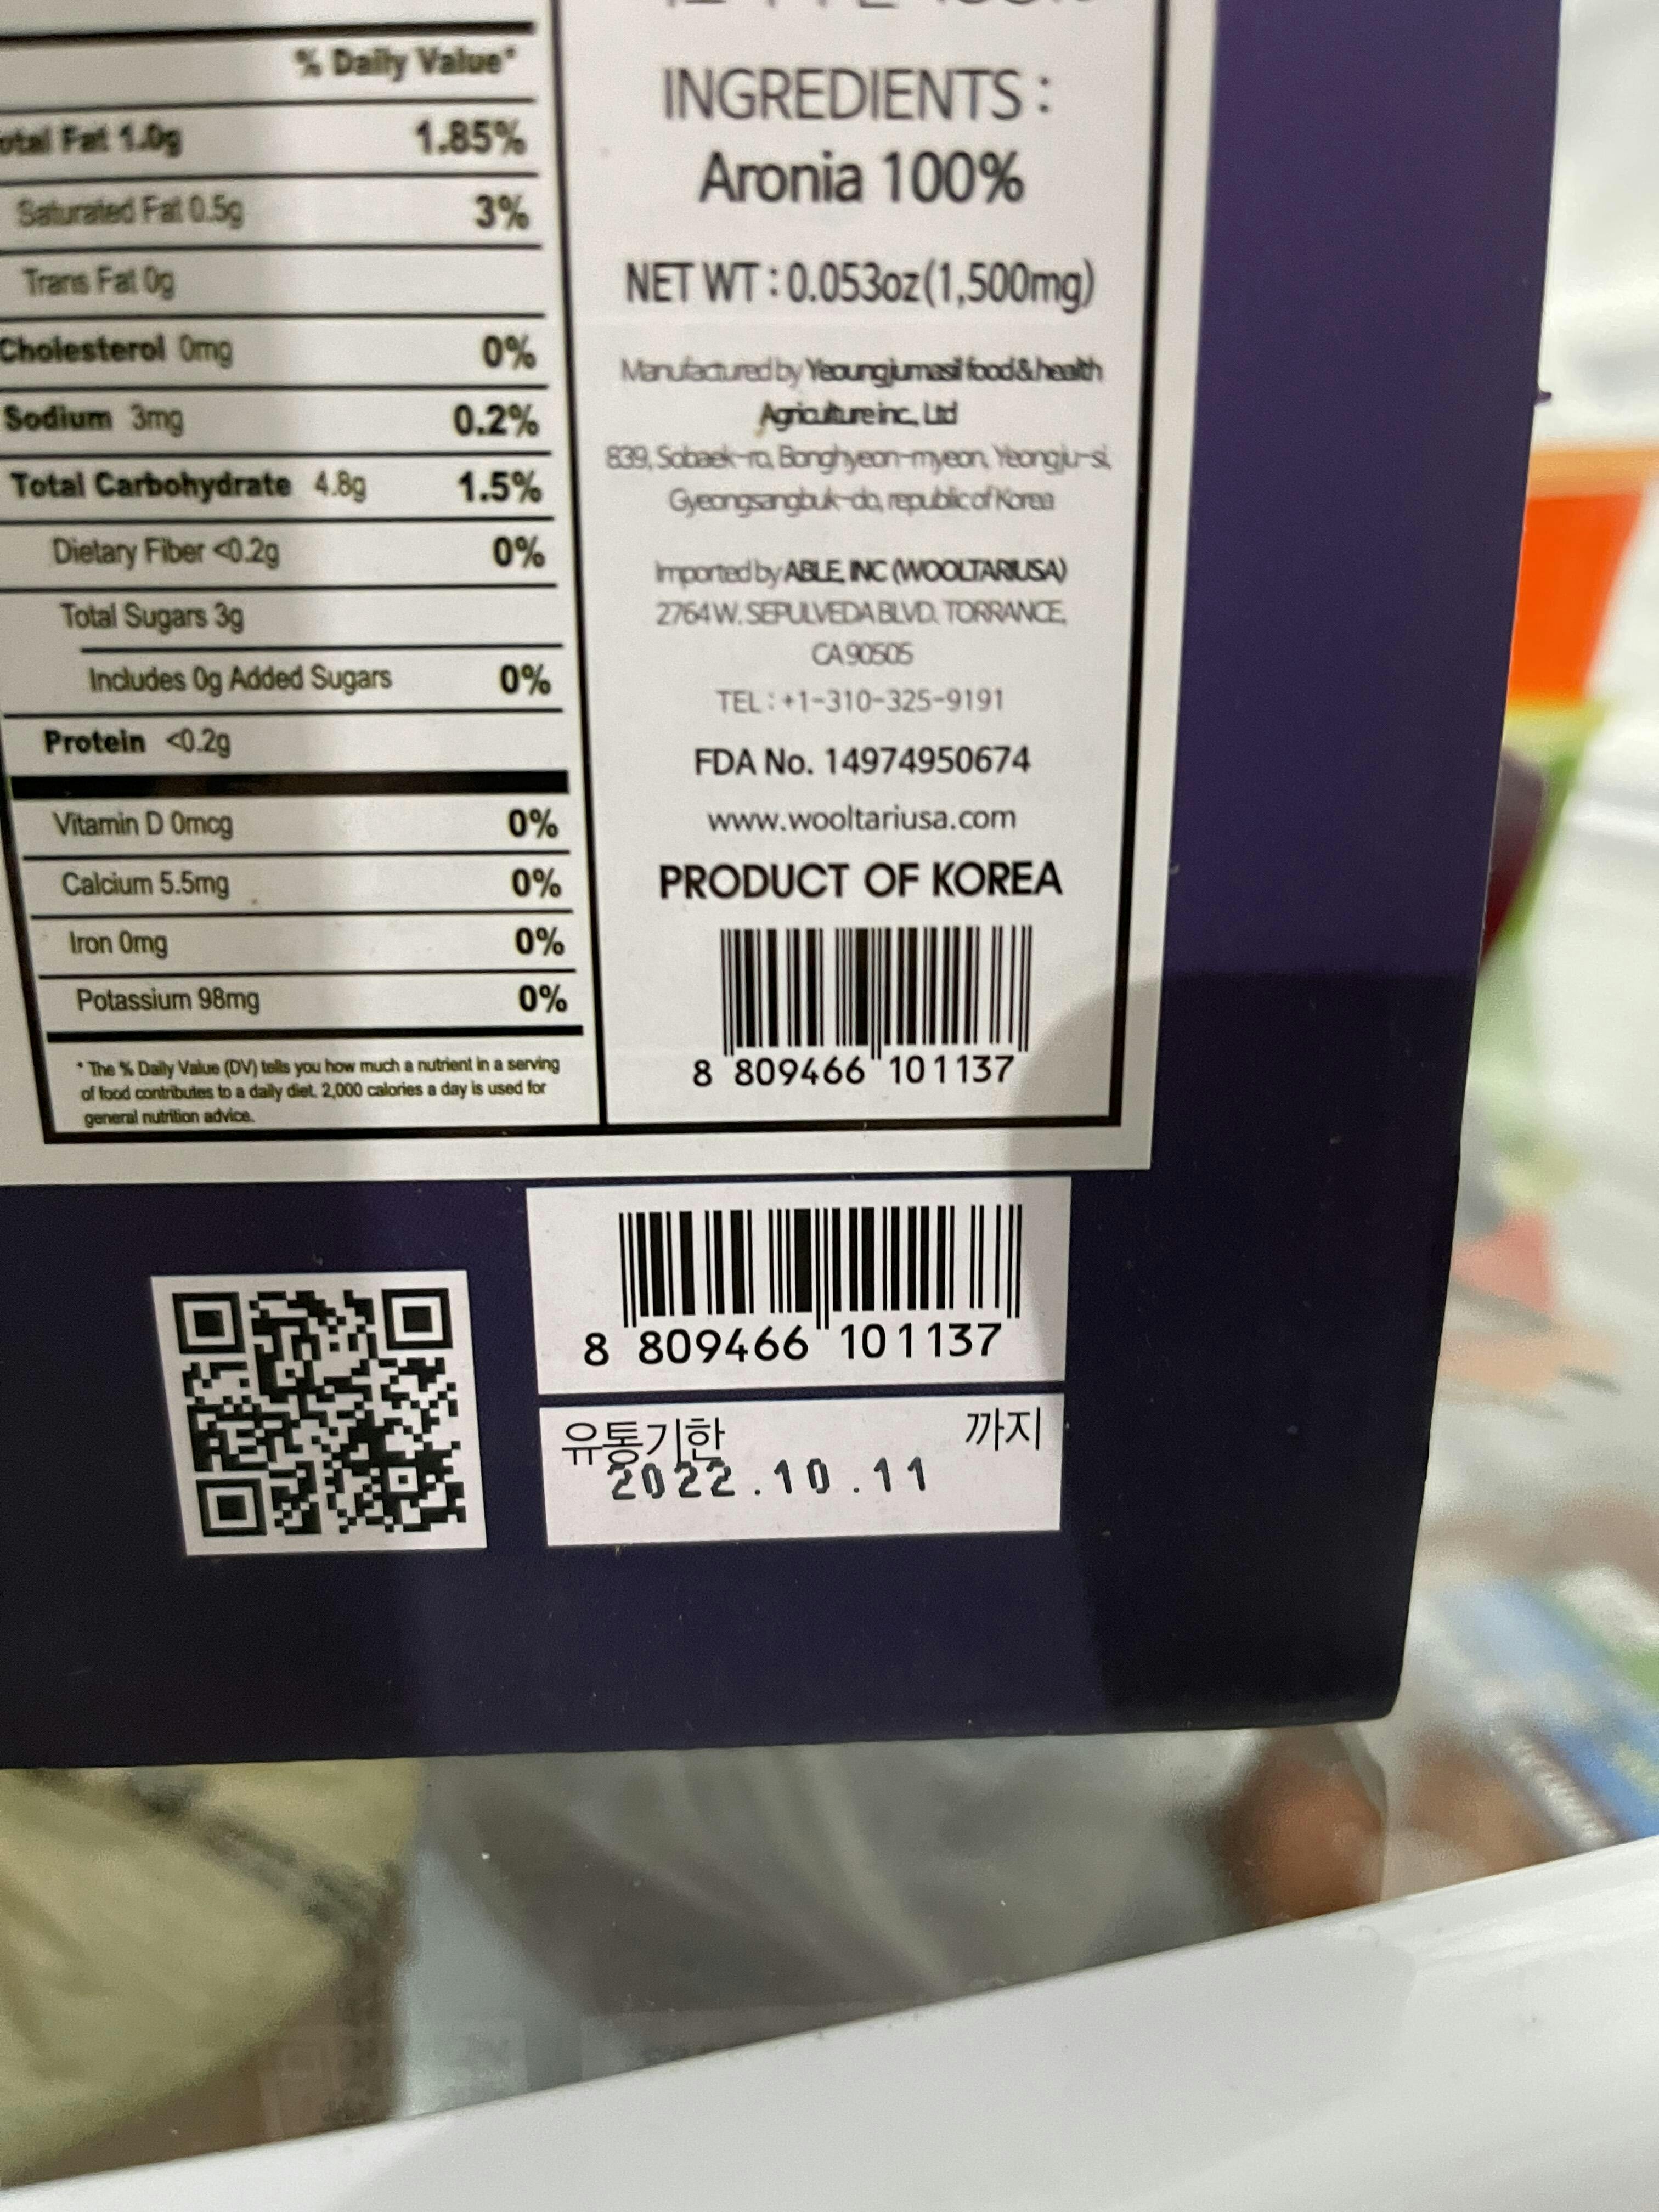 % Daily Value*
otal Fat 1.0g 1.85%
Saturated Fat 0.5g 3%
Trans Fat 0g
Cholesterol 0mg 0%
Sodium 3mg 0.2%
Total Carbohydrate 4.8g 1.5%
Dietary Fiber <0.2g 0%
Total Sugars 3g
Includes 0g Added Sugars 0%
Protein <0.2g
Vitamin D 0mcg 0%
Calcium 5.5mg 0%
Iron 0mg 0%
Potassium 98mg 0%
* The % Daily Value (DV) tells you how much a nutrient in a serving
of food contributes to a daily diet. 2,000 calories a day is used for
general nutrition advice.
INGREDIENTS :
Aronia 100%
NET WT : 0.053oz(1,500mg)
Manufactured by Yeoungjumasil food & health
Agriculture inc., Ltd
839, Sobaek-ro, Bonghyeon-myeon, Yeongju-si,
Gyeongsangbuk-do, republic of Korea
Imported by ABLE, INC (WOOLTARIUSA)
2764 W. SEPULVEDA BLVD. TORRANCE,
CA 90505
TEL : +1-310-325-9191
FDA No. 14974950674
www.wooltariusa.com
PRODUCT OF KOREA
8 809466 101137
8 809466 101137
유통기한 까지
2022.10.11